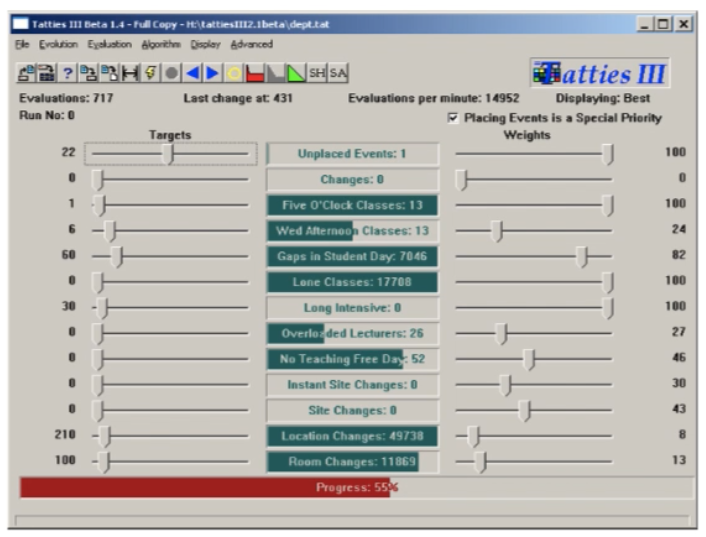 Tatties III Beta 1.4 - Full Copy - H:\tattiesIII2.1beta\dept.tat
File Evolution Evaluation Algorithm Display Advanced
? SH SA Tatties III
Evaluations: 717 Last change at: 431 Evaluations per minute: 14952 Displaying: Best
Run No: 0 Placing Events is a Special Priority
Targets Weights
22 Unplaced Events: 1 100
0 Changes: 0 0
1 Five O'Clock Classes: 13 100
6 Wed Afternoon Classes: 13 24
60 Gaps in Student Day: 7046 82
0 Lone Classes: 17708 100
30 Long Intensive: 0 100
0 Overloaded Lecturers: 26 27
0 No Teaching Free Day: 52 46
0 Instant Site Changes: 0 30
0 Site Changes: 0 43
210 Location Changes: 49738 8
100 Room Changes: 11869 13
Progress: 55%